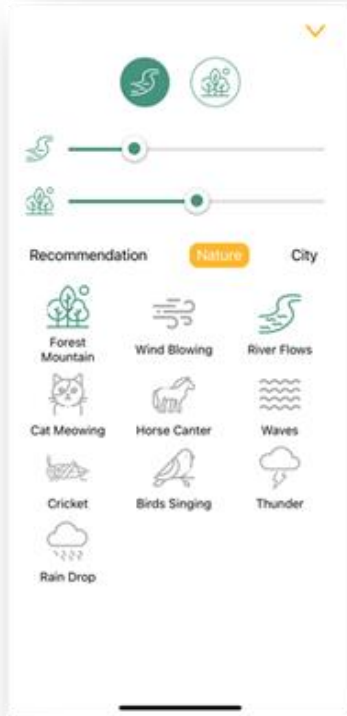 Recommendation Nature City
Forest
Mountain
Wind Blowing
River Flows
Cat Meowing
Horse Canter
Waves
Cricket
Birds Singing
Thunder
Rain Drop